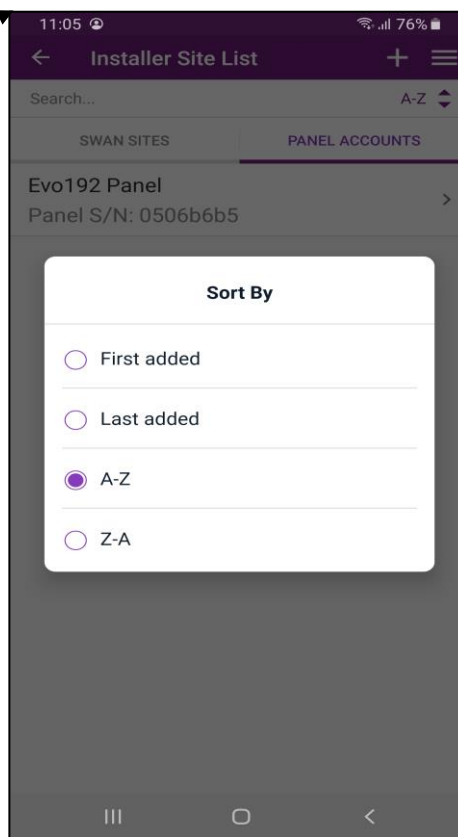 11:05 76%
Installer Site List
Search... A-Z
SWAN SITES PANEL ACCOUNTS
Evo192 Panel
Panel S/N: 0506b6b5
Sort By
First added
Last added
A-Z
Z-A